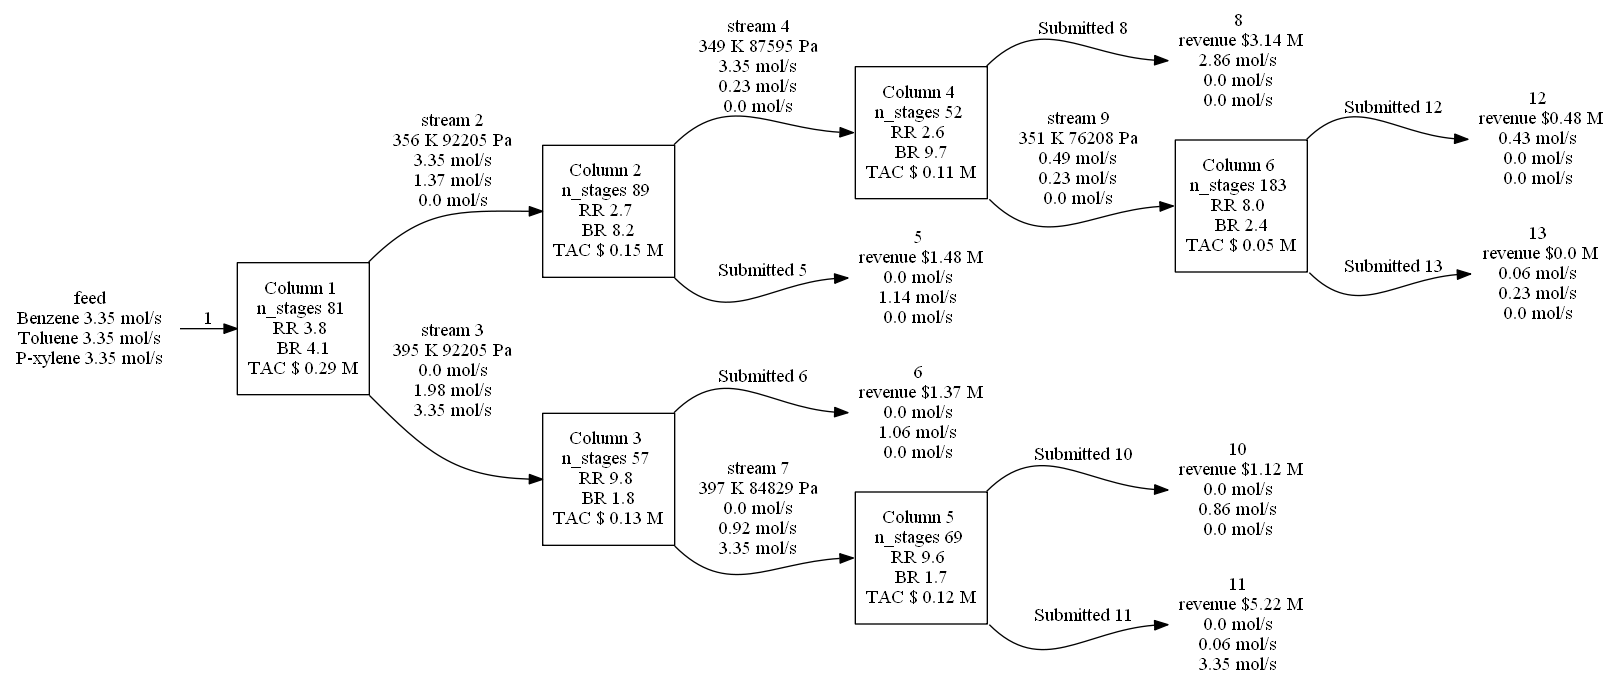 feed
Benzene 3.35 mol/s
Toluene 3.35 mol/s
P-xylene 3.35 mol/s
1
Column 1
n_stages 81
RR 3.8
BR 4.1
TAC $ 0.29 M
stream 2
356 K 92205 Pa
3.35 mol/s
1.37 mol/s
0.0 mol/s
stream 3
395 K 92205 Pa
0.0 mol/s
1.98 mol/s
3.35 mol/s
Column 2
n_stages 89
RR 2.7
BR 8.2
TAC $ 0.15 M
Column 3
n_stages 57
RR 9.8
BR 1.8
TAC $ 0.13 M
stream 4
349 K 87595 Pa
3.35 mol/s
0.23 mol/s
0.0 mol/s
Submitted 5
5
revenue $1.48 M
0.0 mol/s
1.14 mol/s
0.0 mol/s
Submitted 6
6
revenue $1.37 M
0.0 mol/s
1.06 mol/s
0.0 mol/s
stream 7
397 K 84829 Pa
0.0 mol/s
0.92 mol/s
3.35 mol/s
Column 4
n_stages 52
RR 2.6
BR 9.7
TAC $ 0.11 M
Column 5
n_stages 69
RR 9.6
BR 1.7
TAC $ 0.12 M
Submitted 8
8
revenue $3.14 M
2.86 mol/s
0.0 mol/s
0.0 mol/s
stream 9
351 K 76208 Pa
0.49 mol/s
0.23 mol/s
0.0 mol/s
Submitted 10
10
revenue $1.12 M
0.0 mol/s
0.86 mol/s
0.0 mol/s
Submitted 11
11
revenue $5.22 M
0.0 mol/s
0.06 mol/s
3.35 mol/s
Column 6
n_stages 183
RR 8.0
BR 2.4
TAC $ 0.05 M
Submitted 12
12
revenue $0.48 M
0.43 mol/s
0.0 mol/s
0.0 mol/s
Submitted 13
13
revenue $0.0 M
0.06 mol/s
0.23 mol/s
0.0 mol/s